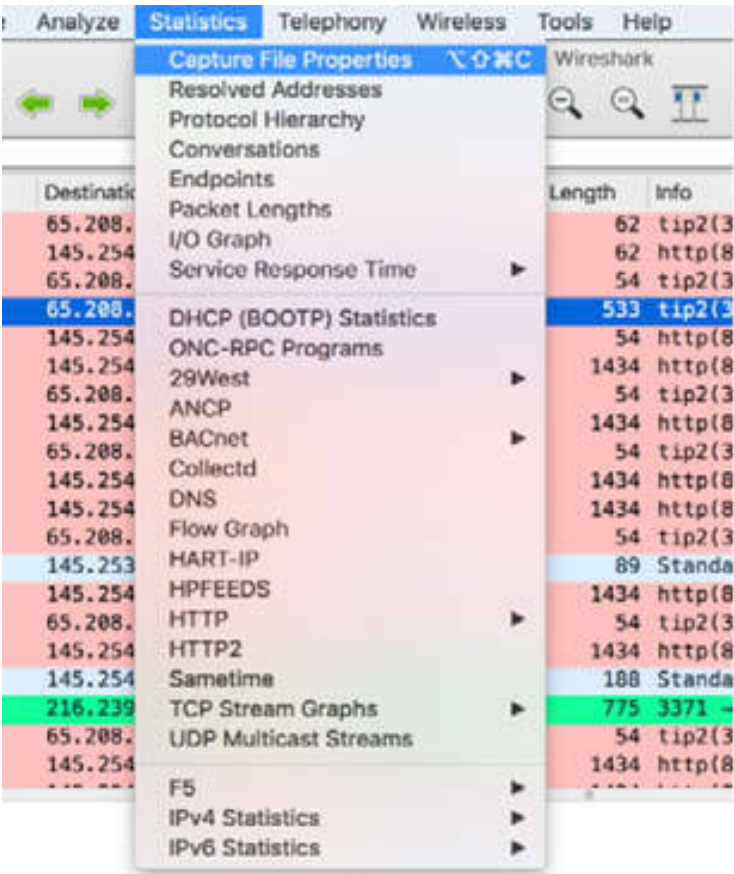 Analyze Statistics Telephony Wireless Tools Help
Capture File Properties ⌥⇧⌘C Wireshark
Resolved Addresses
Protocol Hierarchy
Conversations
Endpoints
Destinatio Length Info
Packet Lengths
65.208. 62 tip2(3
I/O Graph
145.254 62 http(8
Service Response Time
65.208. 54 tip2(3
65.208. DHCP (BOOTP) Statistics 533 tip2(3
145.254 ONC-RPC Programs 54 http(8
145.254 29West 1434 http(8
65.208. ANCP 54 tip2(3
145.254 BACnet 1434 http(8
65.208. Collectd 54 tip2(3
145.254 DNS 1434 http(8
145.254 Flow Graph 1434 http(8
65.208. HART-IP 54 tip2(3
145.253 HPFEEDS 89 Standa
145.254 HTTP 1434 http(8
65.208. HTTP2 54 tip2(3
145.254 Sametime 1434 http(8
145.254 TCP Stream Graphs 188 Standa
216.239 UDP Multicast Streams 775 3371 →
65.208. 54 tip2(3
145.254 1434 http(8
F5
IPv4 Statistics
IPv6 Statistics